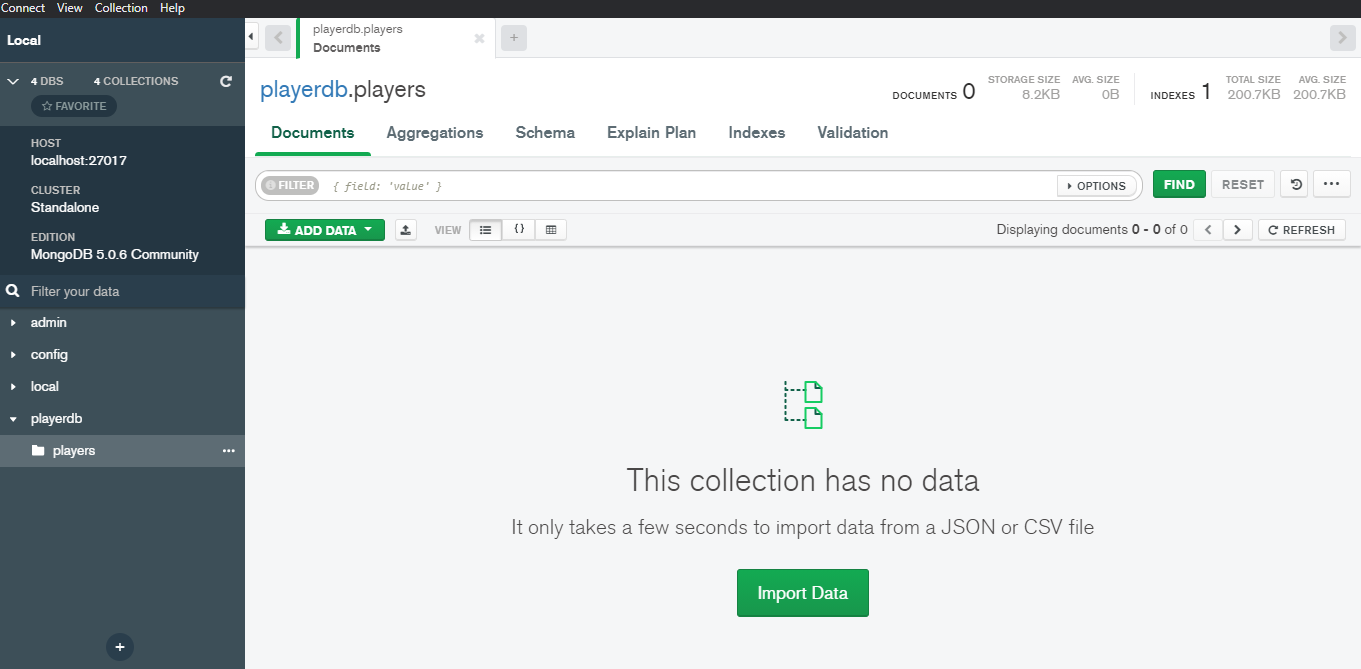 Connect View Collection Help
Local
4 DBS 4 COLLECTIONS
FAVORITE
HOST
localhost:27017
CLUSTER
Standalone
EDITION
MongoDB 5.0.6 Community
Filter your data
admin
config
local
playerdb
players
playerdb.players
Documents
playerdb.players
DOCUMENTS 0
STORAGE SIZE
8.2KB
AVG. SIZE
0B
INDEXES 1
TOTAL SIZE
200.7KB
AVG. SIZE
200.7KB
Documents Aggregations Schema Explain Plan Indexes Validation
FILTER { field: 'value' } OPTIONS FIND RESET
ADD DATA VIEW {} Displaying documents 0 - 0 of 0 REFRESH
This collection has no data
It only takes a few seconds to import data from a JSON or CSV file
Import Data